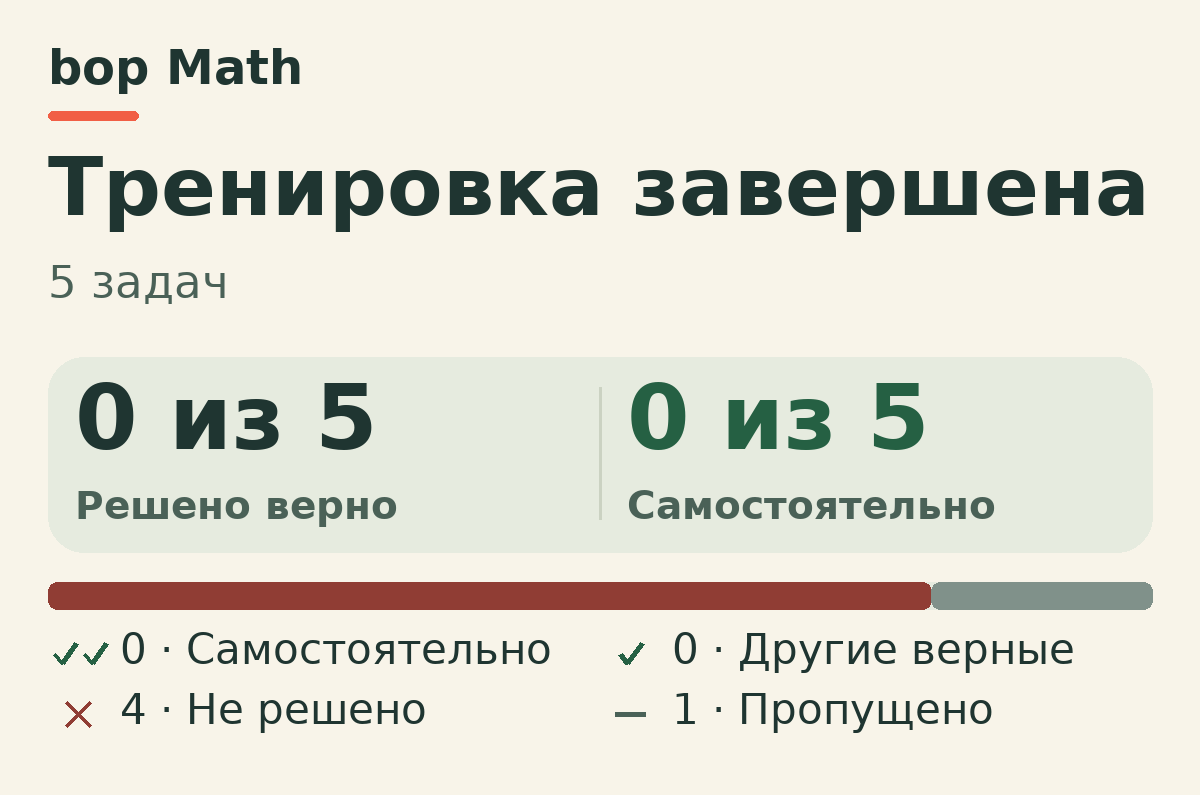 bop Math
Тренировка завершена
5 задач
0 из 5
Решено верно
0 из 5
Самостоятельно
0 · Самостоятельно
0 · Другие верные
4 · Не решено
1 · Пропущено